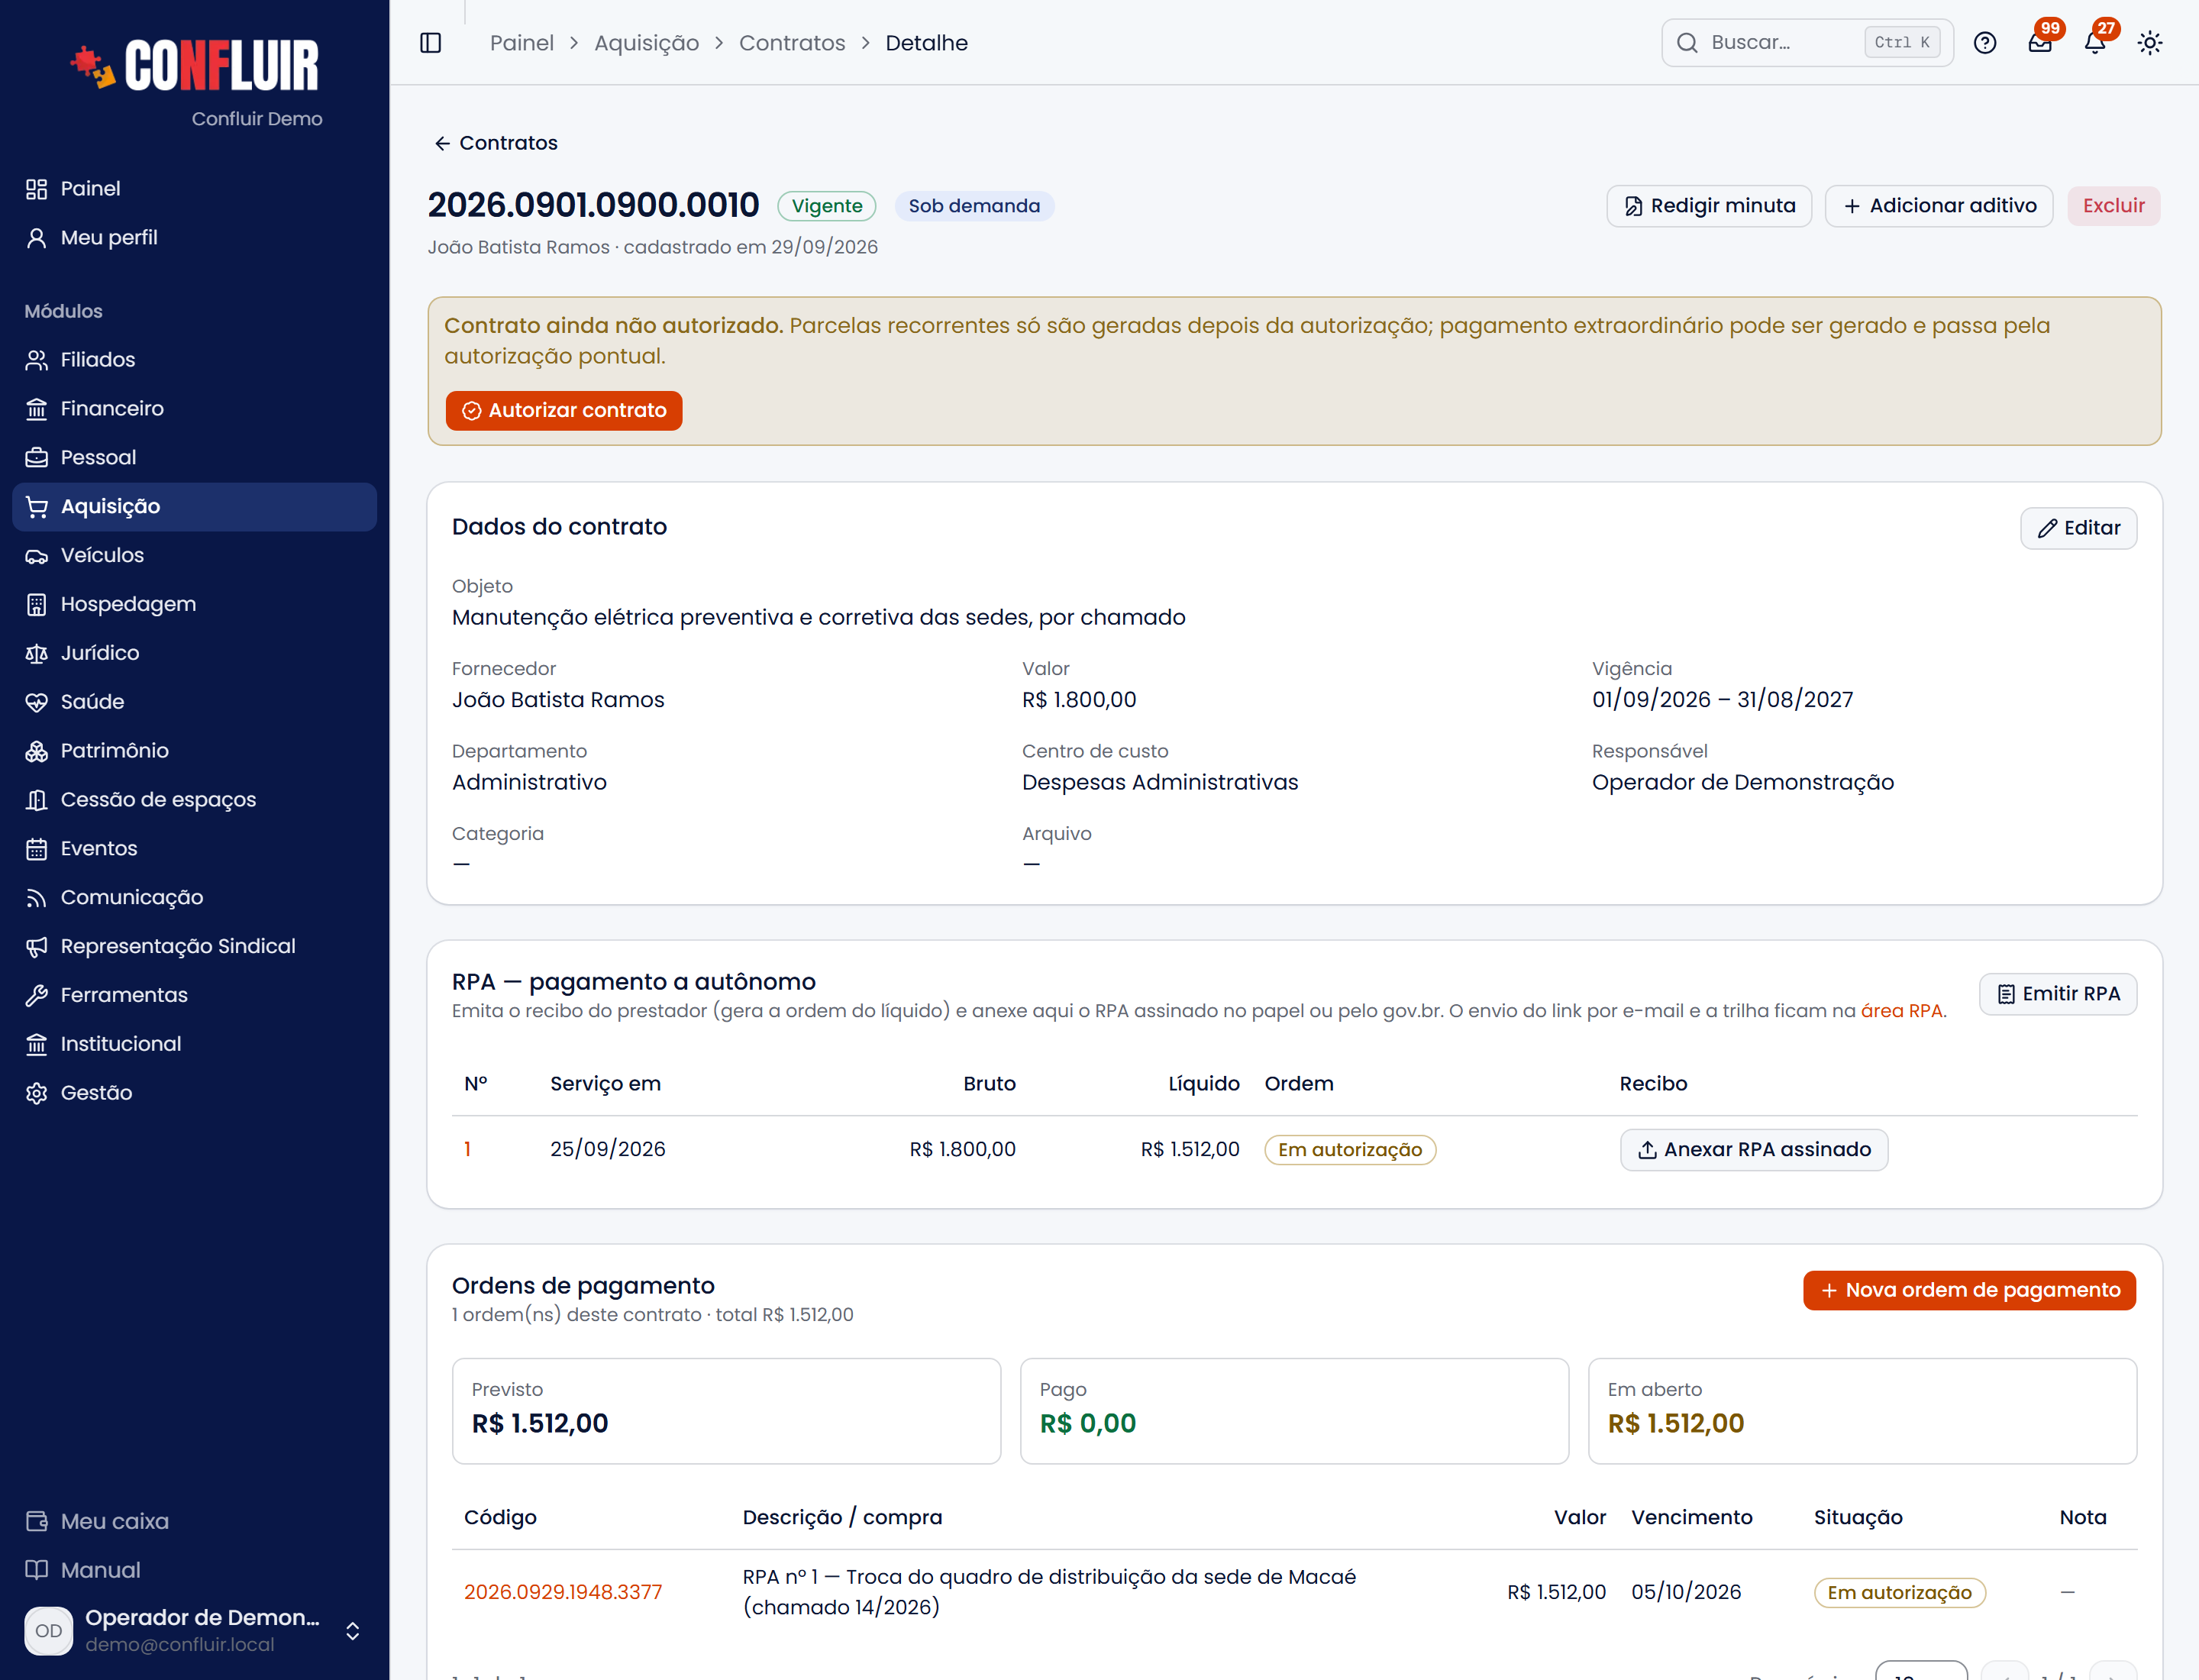 CONFLUIR
Confluir Demo
Painel
Meu perfil
Módulos
Filiados
Financeiro
Pessoal
Aquisição
Veículos
Hospedagem
Jurídico
Saúde
Patrimônio
Cessão de espaços
Eventos
Comunicação
Representação Sindical
Ferramentas
Institucional
Gestão
Meu caixa
Manual
OD
Operador de Demon...
demo@confluir.local
Painel > Aquisição > Contratos > Detalhe
Buscar... Ctrl K
99
27
← Contratos
2026.0901.0900.0010 Vigente Sob demanda
Redigir minuta + Adicionar aditivo Excluir
João Batista Ramos · cadastrado em 29/09/2026
Contrato ainda não autorizado. Parcelas recorrentes só são geradas depois da autorização; pagamento extraordinário pode ser gerado e passa pela
autorização pontual.
Autorizar contrato
Dados do contrato
Editar
Objeto
Manutenção elétrica preventiva e corretiva das sedes, por chamado
Fornecedor Valor Vigência
João Batista Ramos R$ 1.800,00 01/09/2026 – 31/08/2027
Departamento Centro de custo Responsável
Administrativo Despesas Administrativas Operador de Demonstração
Categoria Arquivo
— —
RPA — pagamento a autônomo
Emita o recibo do prestador (gera a ordem do líquido) e anexe aqui o RPA assinado no papel ou pelo gov.br. O envio do link por e-mail e a trilha ficam na área RPA.
Emitir RPA
Nº Serviço em Bruto Líquido Ordem Recibo
1 25/09/2026 R$ 1.800,00 R$ 1.512,00 Em autorização Anexar RPA assinado
Ordens de pagamento
1 ordem(ns) deste contrato · total R$ 1.512,00
+ Nova ordem de pagamento
Previsto Pago Em aberto
R$ 1.512,00 R$ 0,00 R$ 1.512,00
Código Descrição / compra Valor Vencimento Situação Nota
2026.0929.1948.3377 RPA nº 1 — Troca do quadro de distribuição da sede de Macaé
(chamado 14/2026) R$ 1.512,00 05/10/2026 Em autorização —